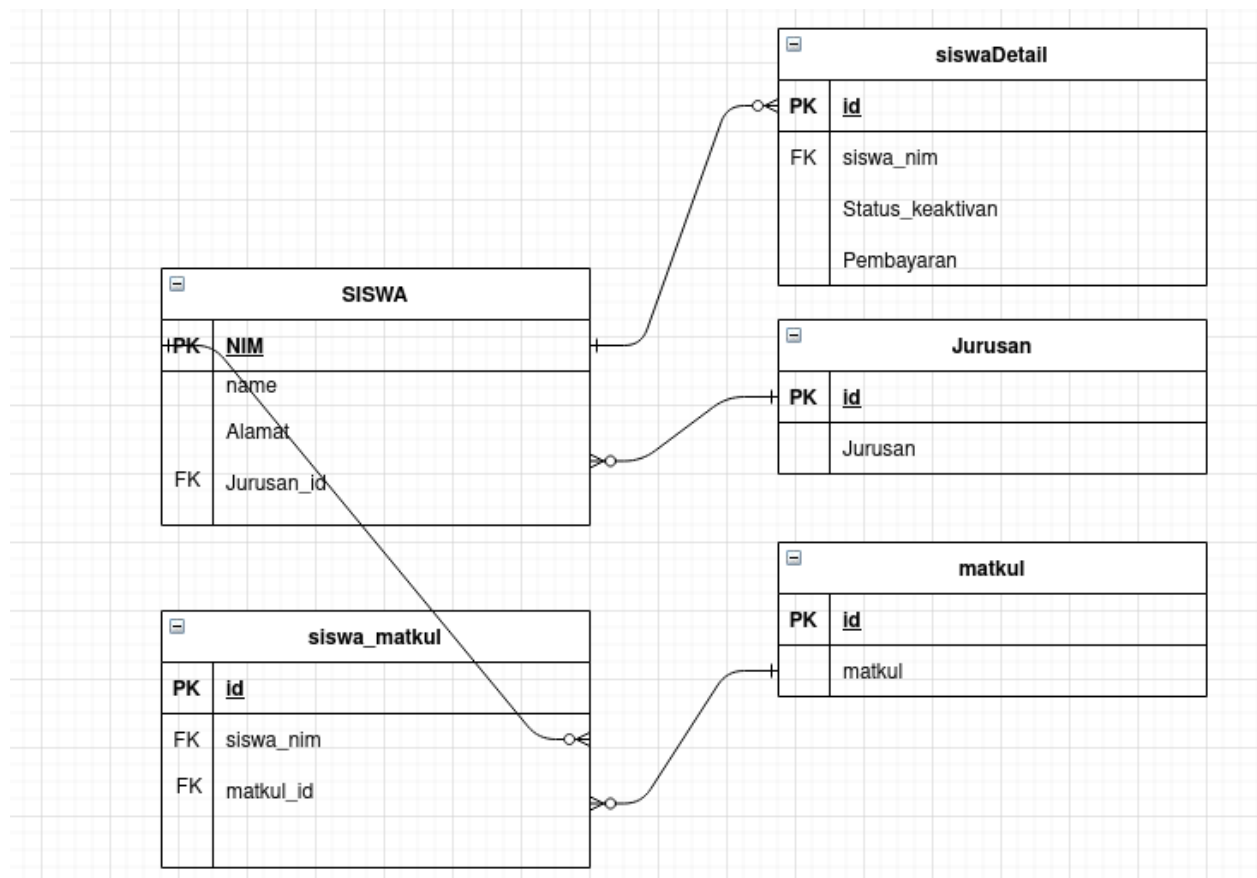 siswaDetail
PK id
FK siswa_nim
Status_keaktivan
Pembayaran
SISWA
PK NIM
name
Alamat
FK Jurusan_id
Jurusan
PK id
Jurusan
matkul
PK id
matkul
siswa_matkul
PK id
FK siswa_nim
FK matkul_id